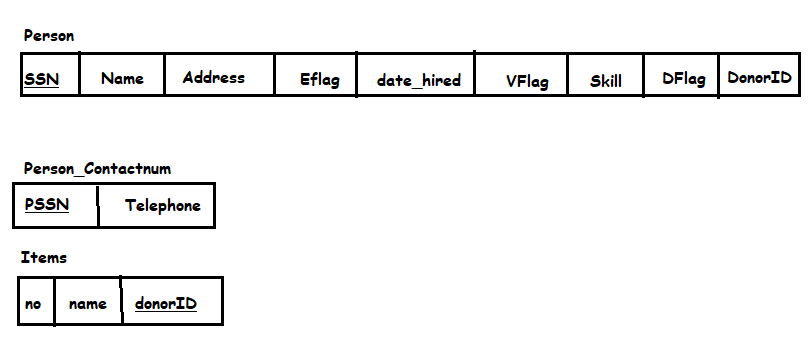 Person
SSN Name Address Eflag date_hired VFlag Skill DFlag DonorID
Person_Contactnum
PSSN Telephone
Items
no name donorID